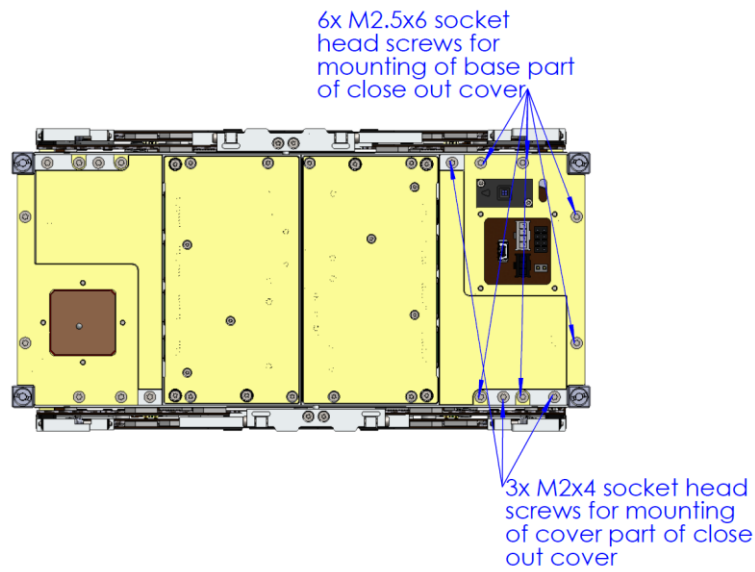 6x M2.5x6 socket
head screws for
mounting of base part
of close out cover
3x M2x4 socket head
screws for mounting
of cover part of close
out cover